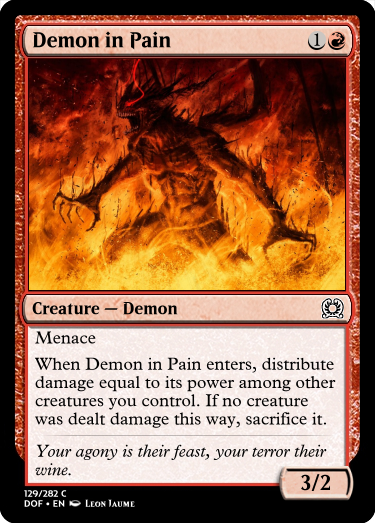 Demon in Pain 1
Creature — Demon
Menace
When Demon in Pain enters, distribute
damage equal to its power among other
creatures you control. If no creature
was dealt damage this way, sacrifice it.
Your agony is their feast, your terror their
wine.
3/2
129/282 C
DOF • EN Leon Jaume